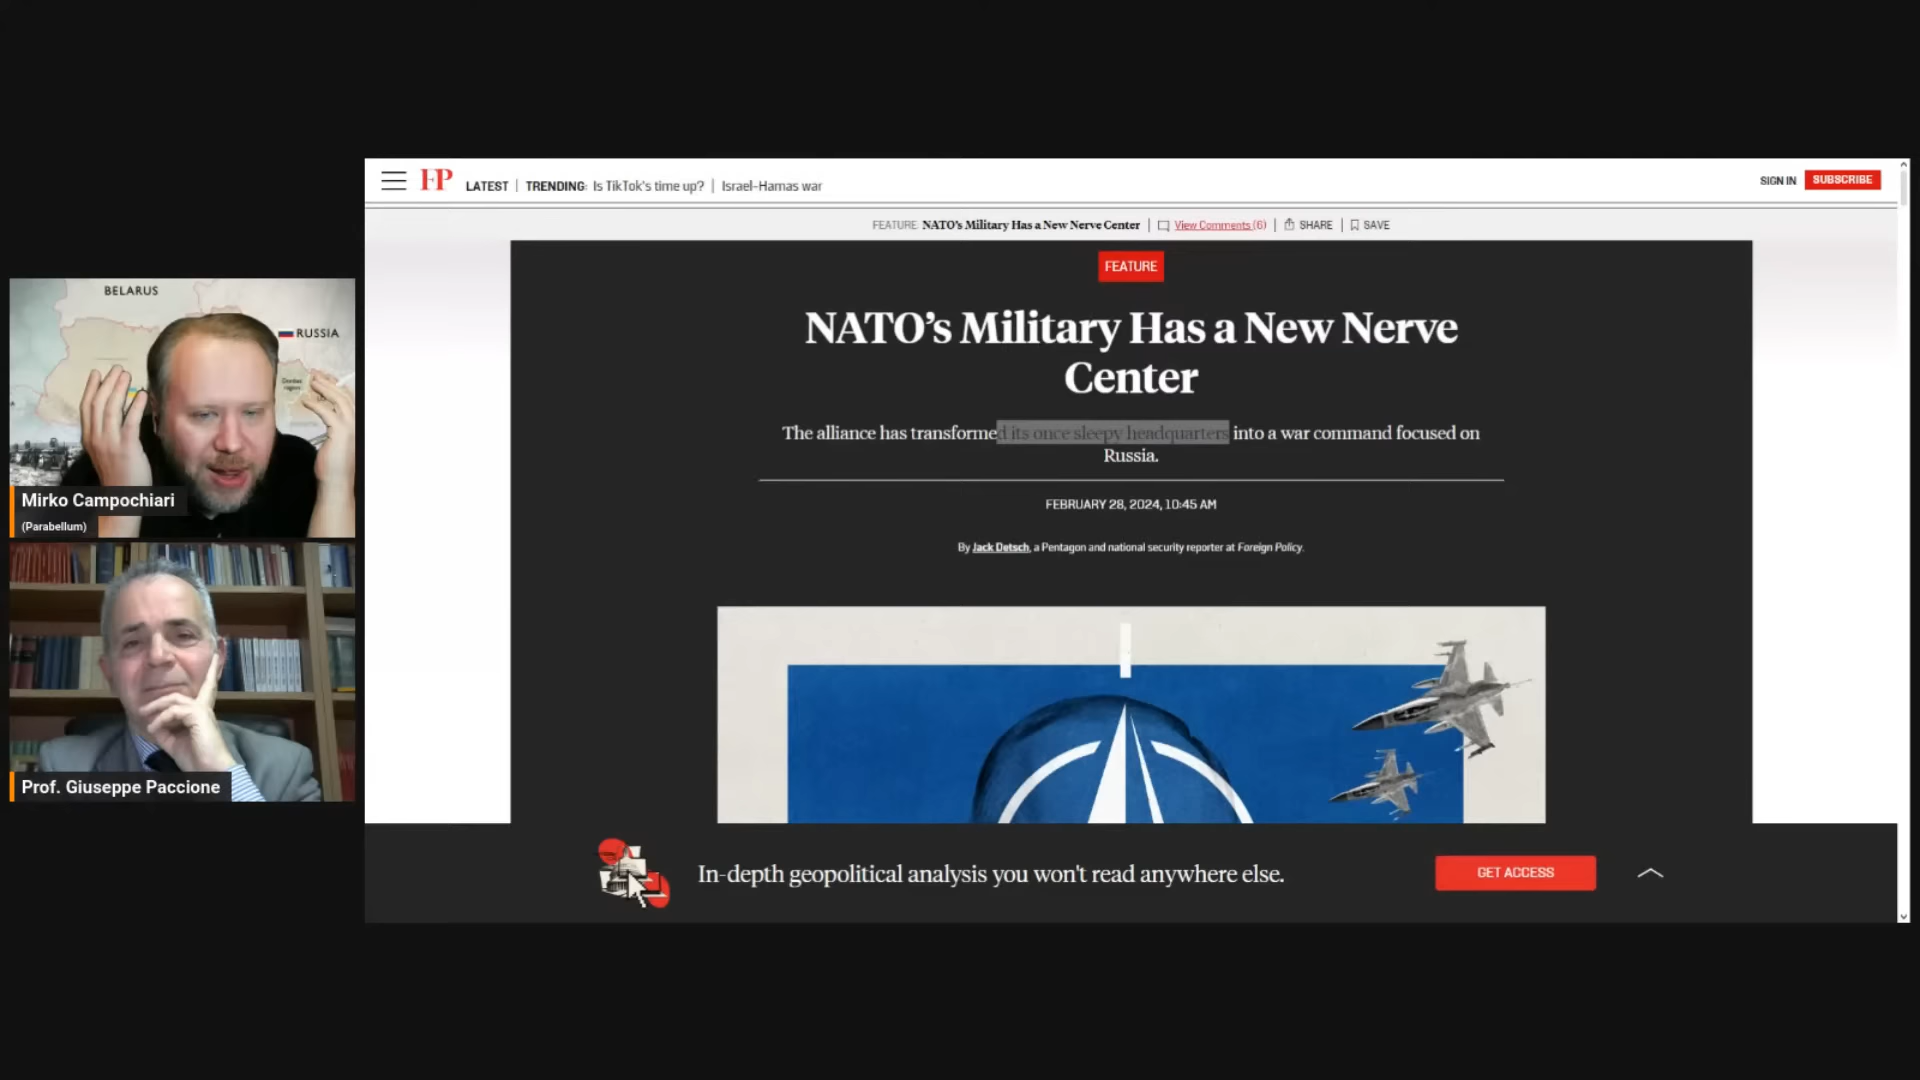 BELARUS
RUSSIA
Donbas
region
Mirko Campochiari
(Parabellum)
Prof. Giuseppe Paccione
FP LATEST | TRENDING: Is TikTok's time up? | Israel-Hamas war
SIGN IN SUBSCRIBE
FEATURE NATO's Military Has a New Nerve Center | View Comments (6) | SHARE | SAVE
FEATURE
NATO's Military Has a New Nerve
Center
The alliance has transformed its once sleepy headquarters into a war command focused on
Russia.
FEBRUARY 28, 2024, 10:45 AM
By Jack Detsch, a Pentagon and national security reporter at Foreign Policy.
In-depth geopolitical analysis you won't read anywhere else.
GET ACCESS